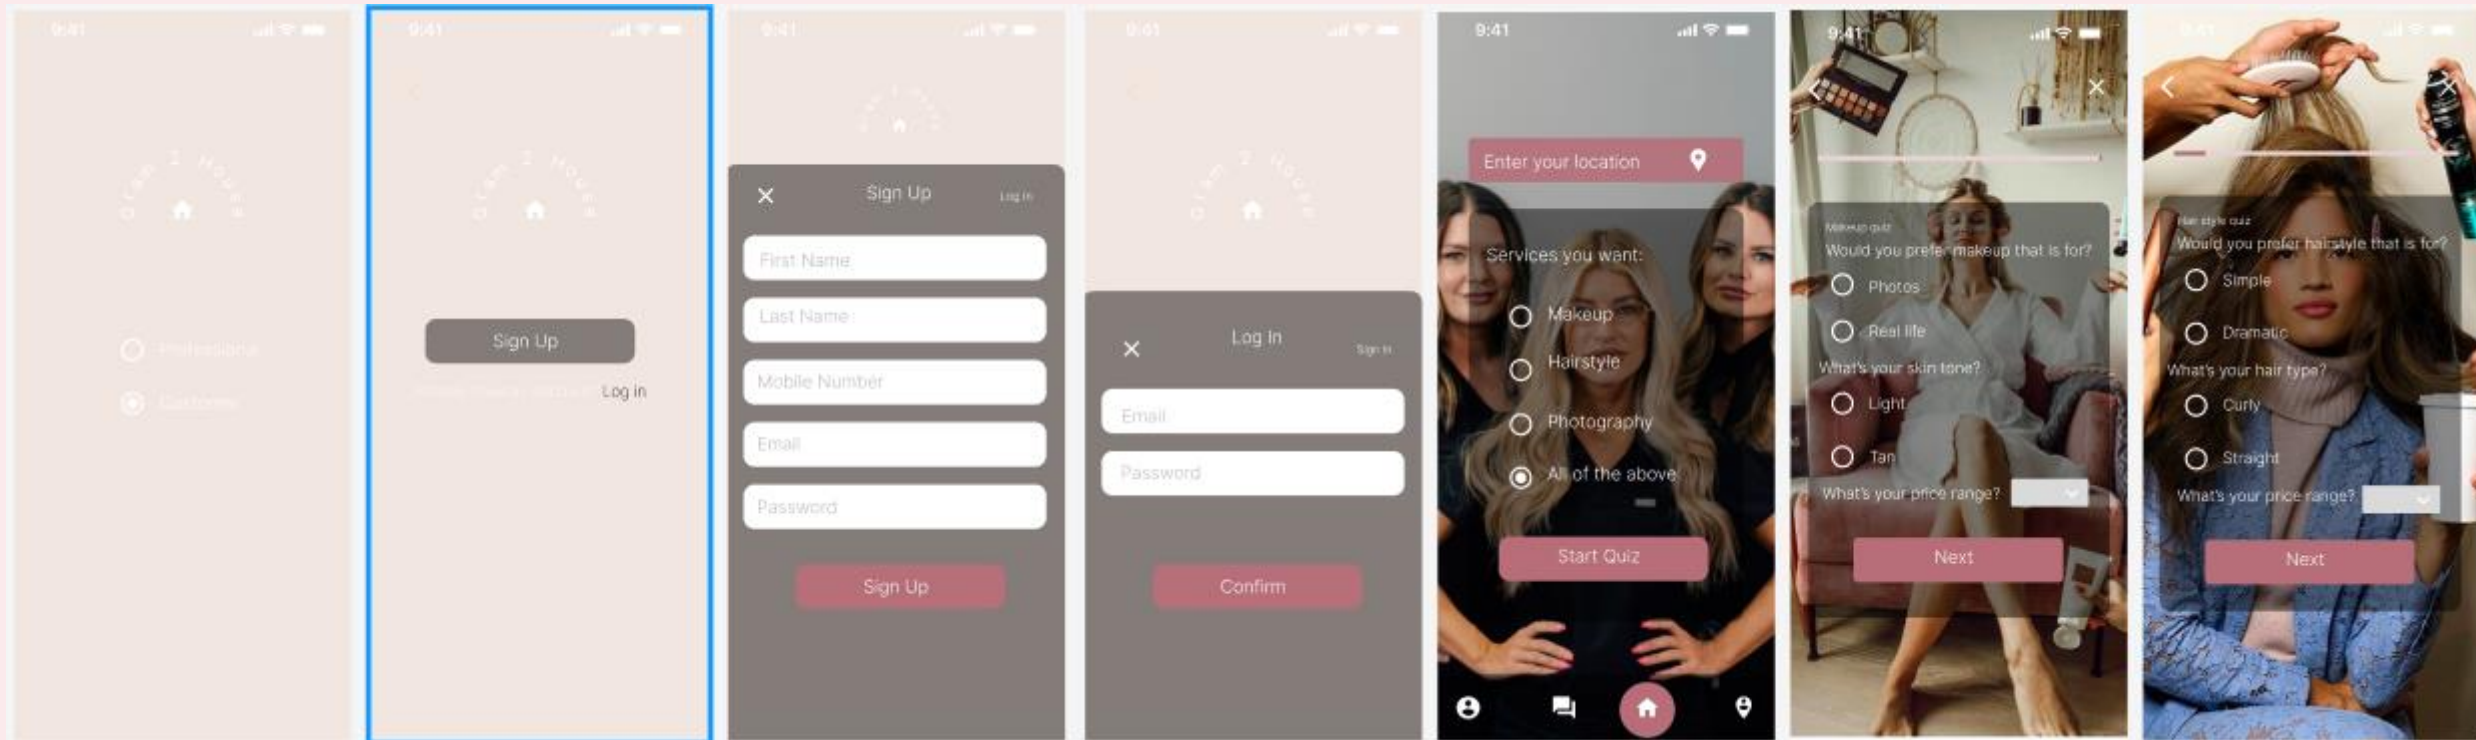 9:41
Glam 2 House
Professional
Customer
9:41
Glam 2 House
Sign Up
Log in
9:41
Sign Up
Log in
First Name
Last Name
Mobile Number
Email
Password
Sign Up
9:41
Glam 2 House
Log In
Sign In
Email
Password
Confirm
9:41
Enter your location
Services you want:
Makeup
Hairstyle
Photography
All of the above
Start Quiz
9:41
Makeup quiz
Would you prefer makeup that is for?
Photos
Real life
What's your skin tone?
Light
Tan
What's your price range?
Next
Hair style quiz
Would you prefer hairstyle that is for?
Simple
Dramatic
What's your hair type?
Curly
Straight
What's your price range?
Next